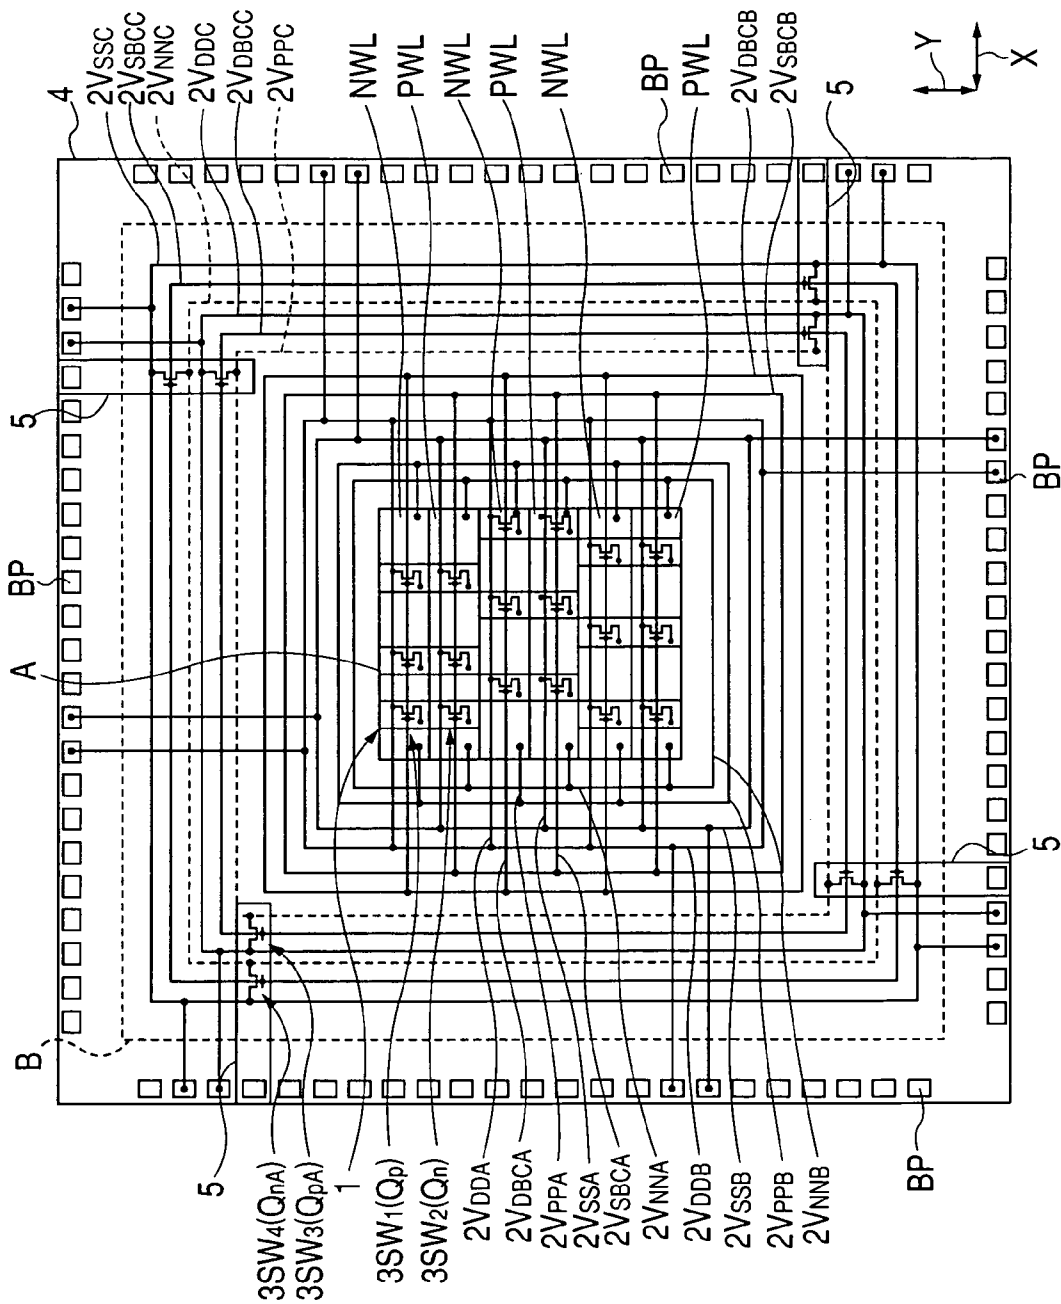 2VSSC
2VSBCC
2VNNC
2VDDC
2VDBCC
2VPPC
4
NWL
PWL
NWL
PWL
NWL
BP
PWL
2VDBCB
2VSBCB
5
Y
X
5
BP
A
BP
B
5
BP
5
3SW4(QnA)
3SW3(QpA)
1
3SW1(Qp)
3SW2(Qn)
2VDDA
2VDBCA
2VPPA
2VSSA
2VSBCA
2VNNA
2VDDB
2VSSB
2VPPB
2VNNB
BP